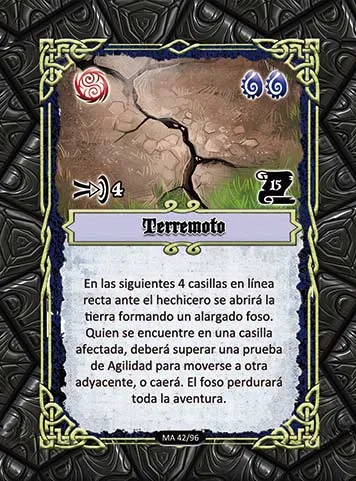 4
15
Terremoto
En las siguientes 4 casillas en línea
recta ante el hechicero se abrirá la
tierra formando un alargado foso.
Quien se encuentre en una casilla
afectada, deberá superar una prueba
de Agilidad para moverse a otra
adyacente, o caerá. El foso perdurará
toda la aventura.
MA 42/96